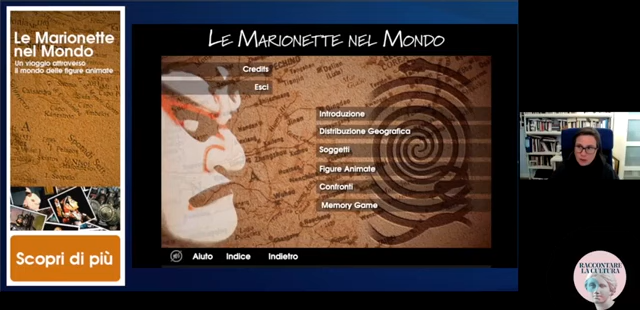 Le Marionette
nel Mondo
Un viaggio attraverso
il mondo delle figure animate
Scopri di più
LE MARIONETTE NEL MONDO
Credits
Esci
Introduzione
Distribuzione Geografica
Soggetti
Figure Animate
Confronti
Memory Game
Aiuto Indice Indietro
RACCONTARE
LA CULTURA